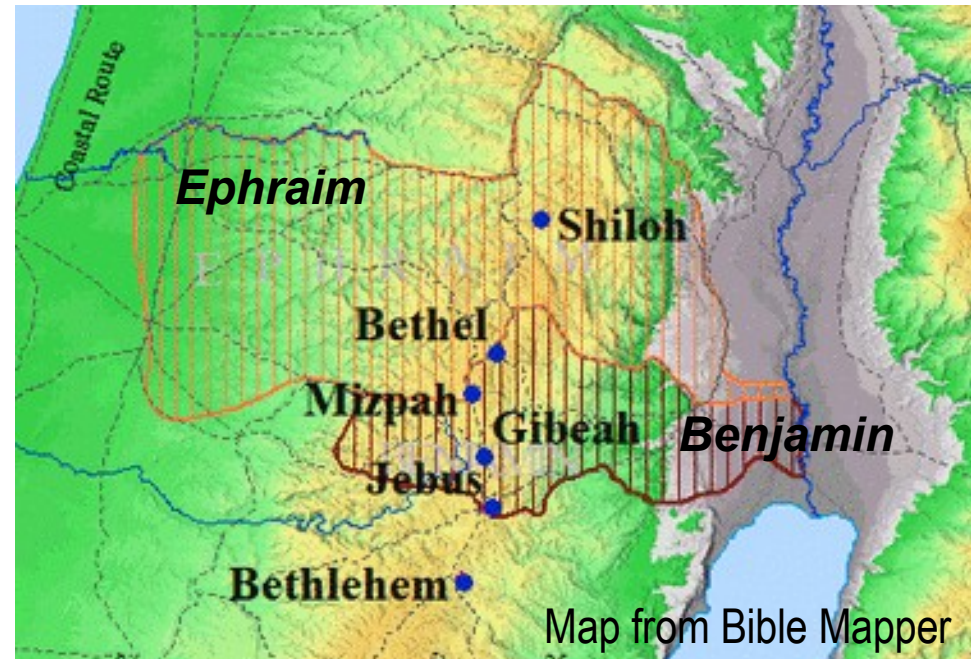 Coastal Route
Ephraim
Shiloh
E P H R A I M
Bethel
Mizpah
Gibeah
Benjamin
Jebus
Bethlehem
Map from Bible Mapper